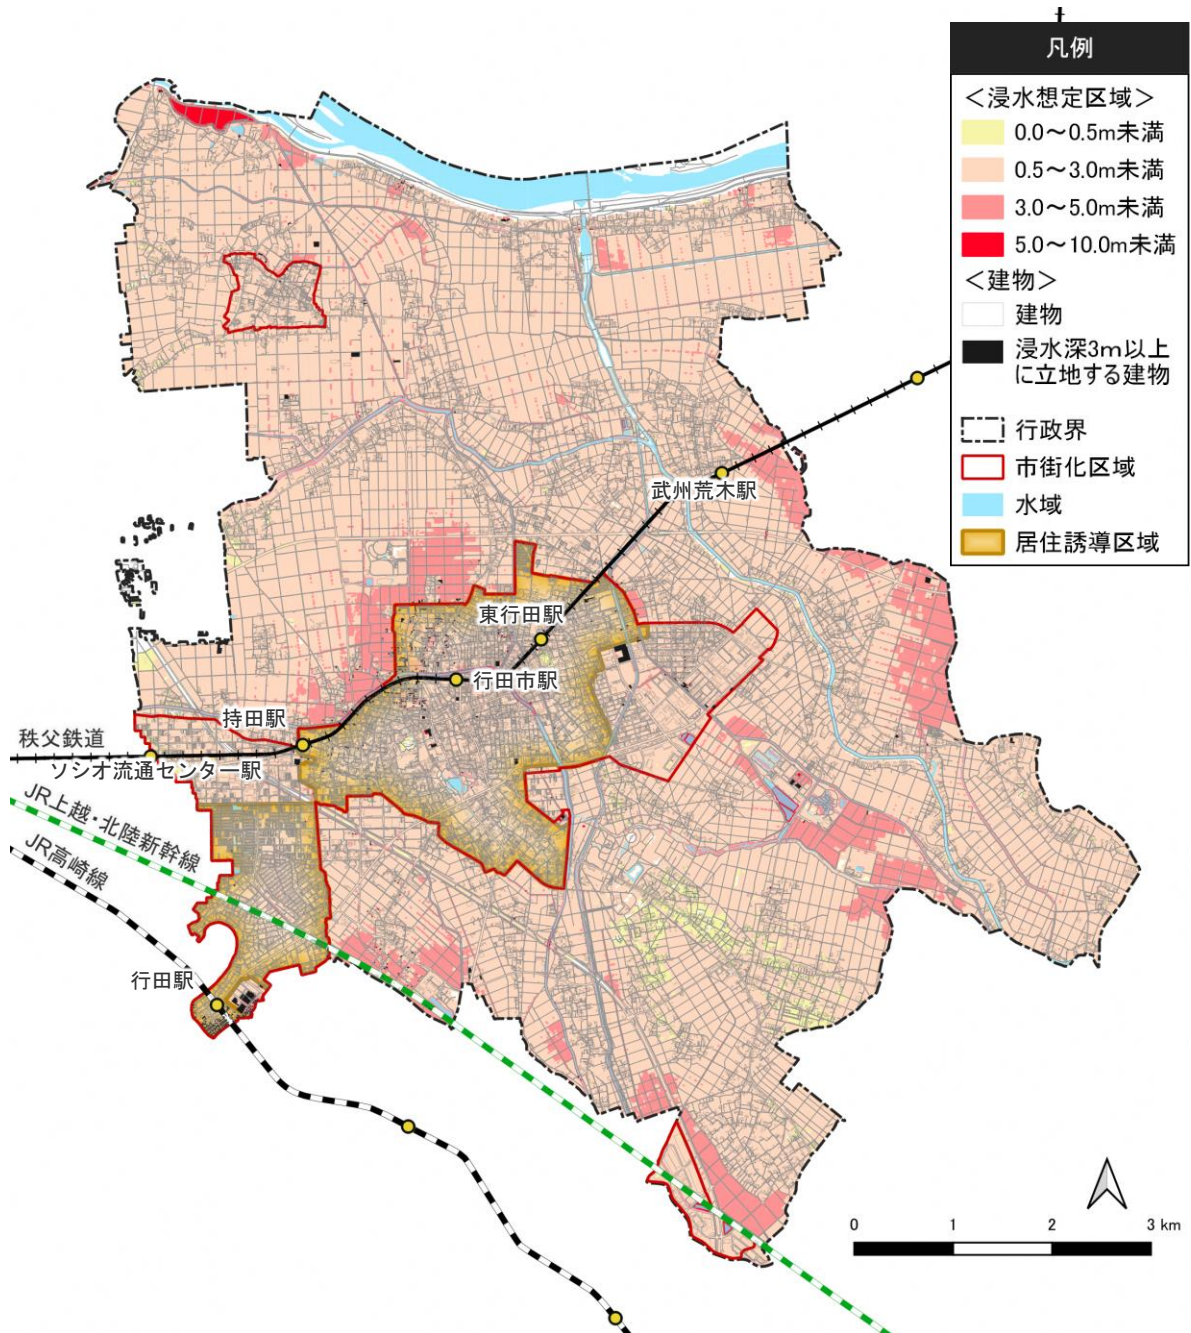 凡例
＜浸水想定区域＞
0.0～0.5m未満
0.5～3.0m未満
3.0～5.0m未満
5.0～10.0m未満
＜建物＞
建物
浸水深3m以上
に立地する建物
行政界
市街化区域
水域
居住誘導区域
武州荒木駅
東行田駅
行田市駅
持田駅
秩父鉄道
ソシオ流通センター駅
JR上越・北陸新幹線
JR高崎線
行田駅
0 1 2 3 km